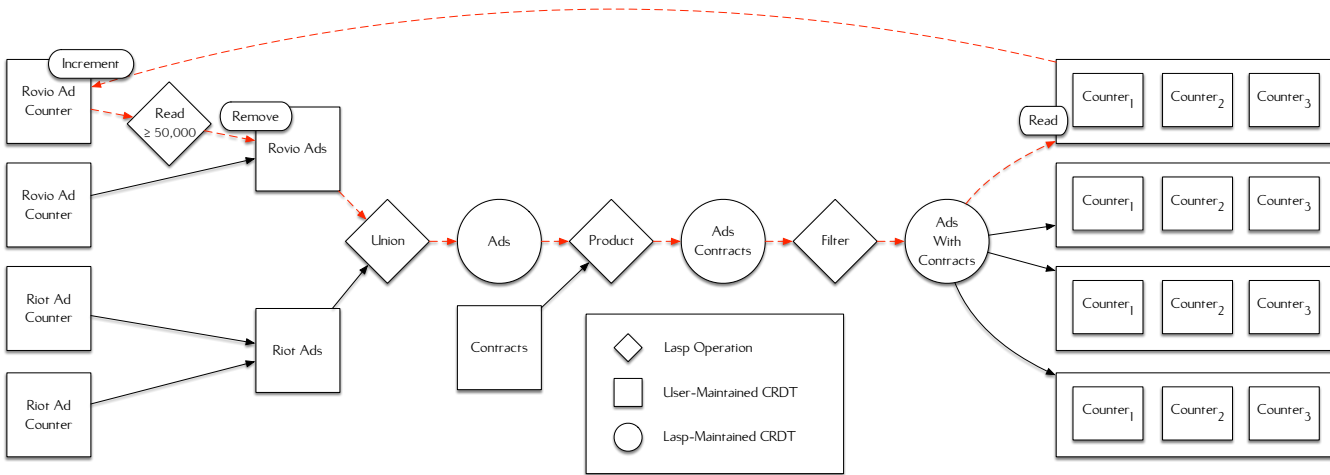 Increment
Rovio Ad
Counter
Read
≥ 50,000
Remove
Rovio Ads
Rovio Ad
Counter
Riot Ad
Counter
Riot Ad
Counter
Riot Ads
Union
Ads
Product
Contracts
Ads
Contracts
Filter
Ads
With
Contracts
Read
Counter1 Counter2 Counter3
Counter1 Counter2 Counter3
Counter1 Counter2 Counter3
Counter1 Counter2 Counter3
Lasp Operation
User-Maintained CRDT
Lasp-Maintained CRDT